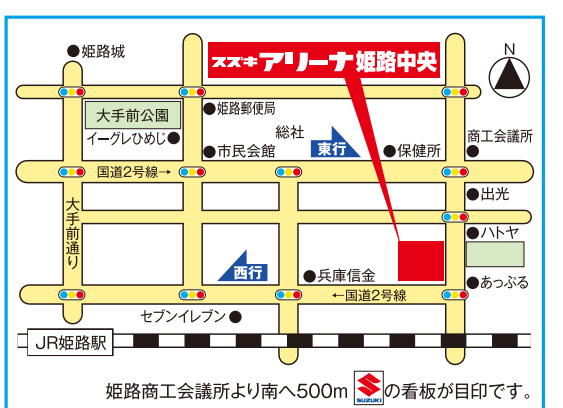 姫路城
スズキ アリーナ 姫路中央
N
大手前公園
姫路郵便局
イーグレひめじ
総社
東行
市民会館
保健所
商工会議所
国道2号線→
出光
大手前通り
ハトヤ
西行
兵庫信金
あっぷる
←国道2号線
セブンイレブン
JR姫路駅
姫路商工会議所より南へ500m SUZUKI の看板が目印です。